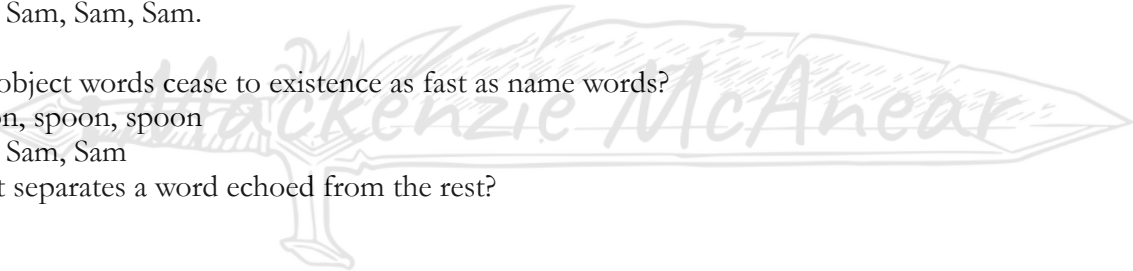 Sam, Sam, Sam.
object words cease to existence as fast as name words?
on, spoon, spoon
Sam, Sam
t separates a word echoed from the rest?
Mackenzie McAnear